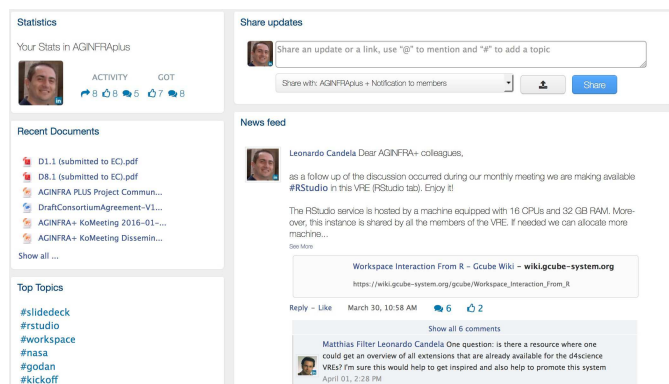 Statistics
Your Stats in AGINFRAplus
ACTIVITY GOT
8 8 5 7 8
Recent Documents
D1.1 (submitted to EC).pdf
D8.1 (submitted to EC).pdf
AGINFRA PLUS Project Commun...
DraftConsortiumAgreement-V1...
AGINFRA+ KoMeeting 2016-01-...
AGINFRA+ KoMeeting Dissemin...
Show all ...
Top Topics
#slidedeck
#rstudio
#workspace
#nasa
#godan
#kickoff
Share updates
Share an update or a link, use "@" to mention and "#" to add a topic
Share with: AGINFRAplus + Notification to members
Share
News feed
Leonardo Candela Dear AGINFRA+ colleagues,
as a follow up of the discussion occurred during our monthly meeting we are making available
#RStudio in this VRE (RStudio tab). Enjoy it!
The RStudio service is hosted by a machine equipped with 16 CPUs and 32 GB RAM. More-
over, this instance is shared by all the members of the VRE. If needed we can allocate more
machine...
See More
Workspace Interaction From R - Gcube Wiki - wiki.gcube-system.org
https://wiki.gcube-system.org/gcube/Workspace_Interaction_From_R
Reply - Like March 30, 10:58 AM 6 2
Show all 6 comments
Matthias Filter Leonardo Candela One question: is there a resource where one
could get an overview of all extensions that are already available for the d4science
VREs? I'm sure this would help to get inspired and also help to promote this system
April 01, 2:28 PM